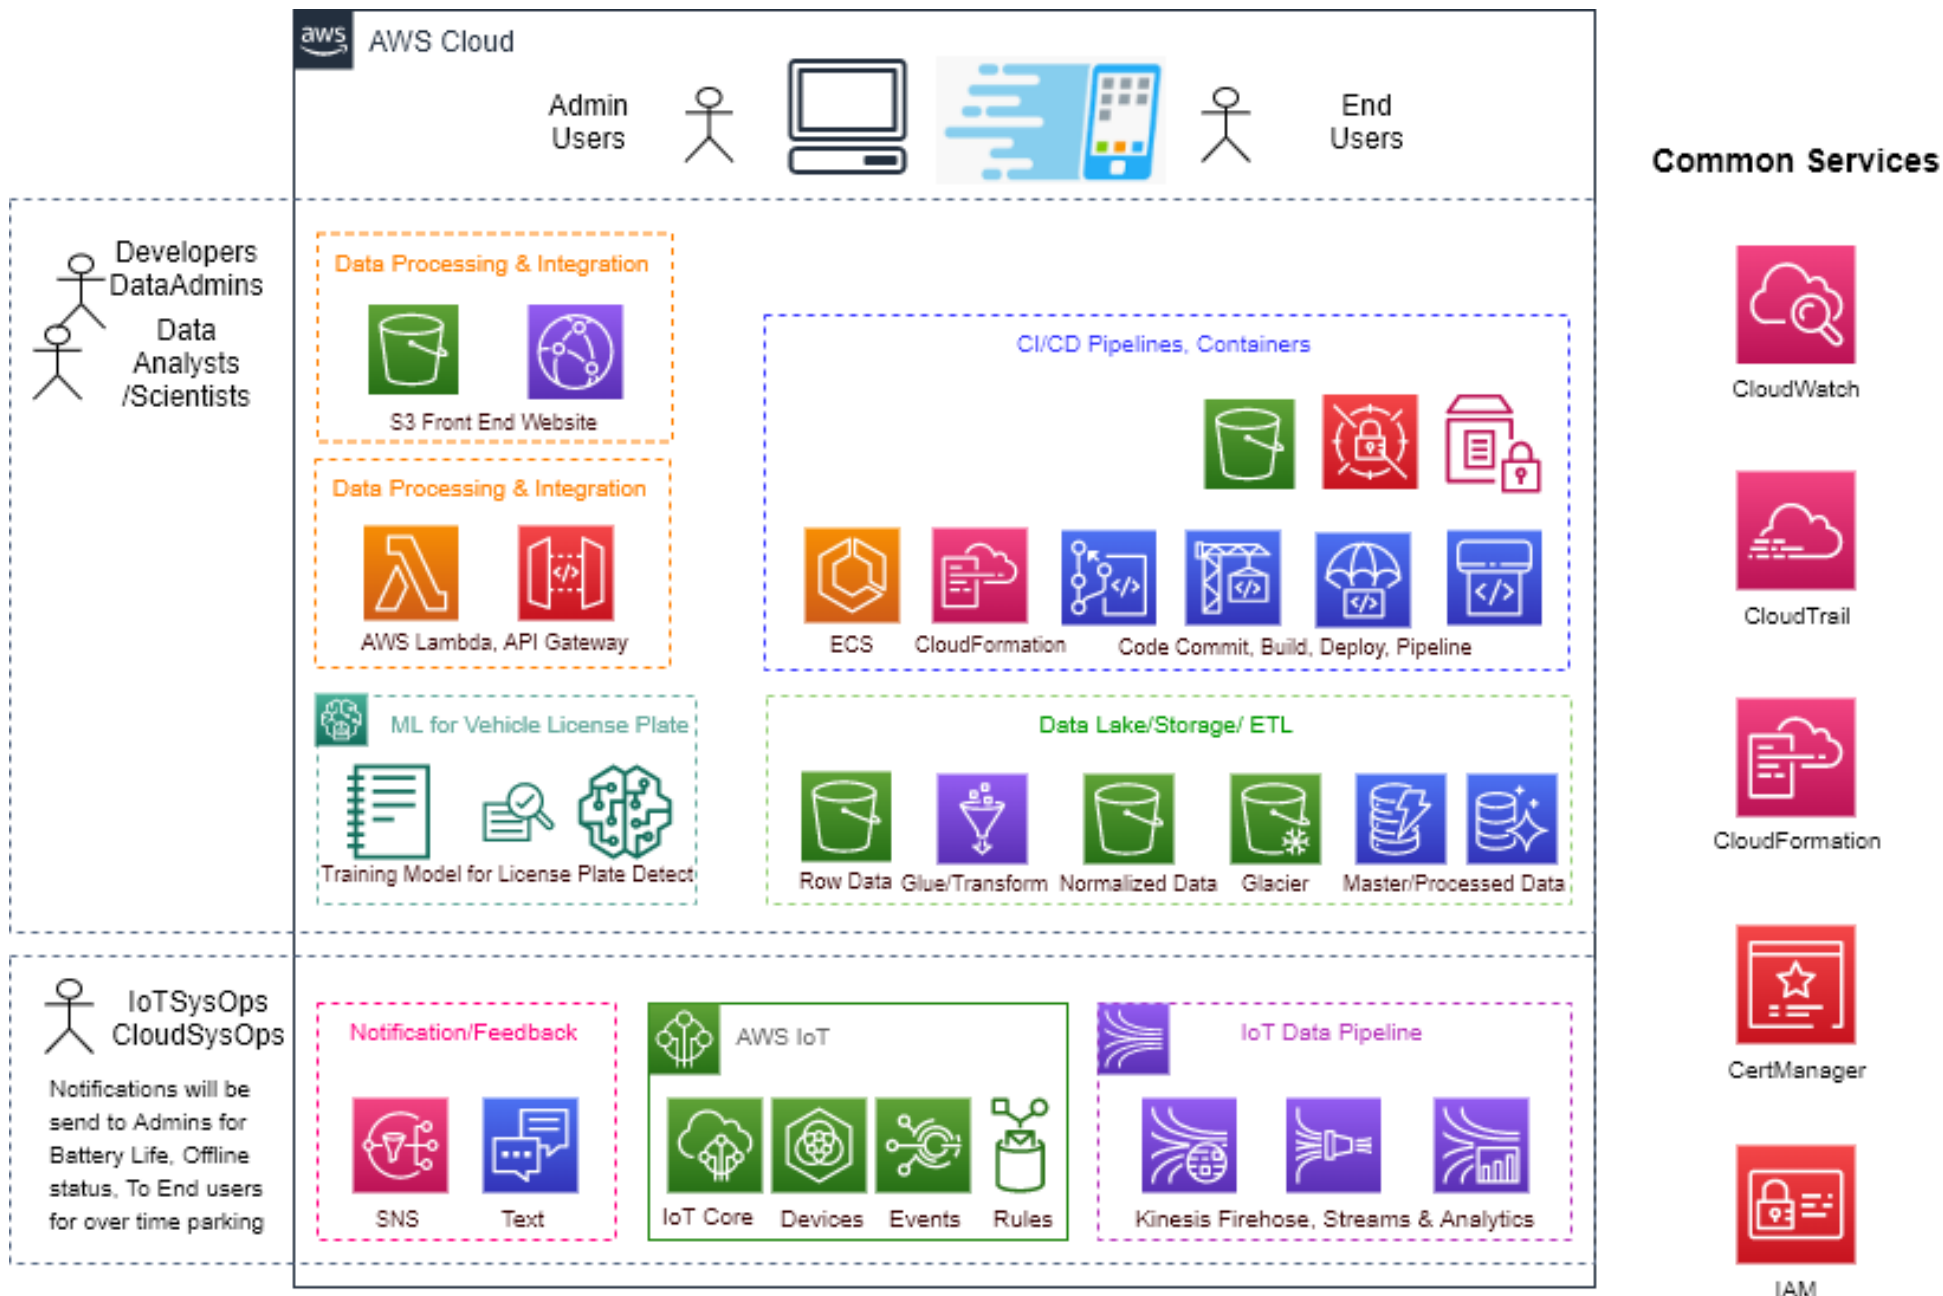 aws
AWS Cloud
Admin
Users
End
Users
Common Services
Developers
DataAdmins
Data
Analysts
/Scientists
Data Processing & Integration
S3 Front End Website
Data Processing & Integration
AWS Lambda, API Gateway
CI/CD Pipelines, Containers
ECS
CloudFormation
Code Commit, Build, Deploy, Pipeline
ML for Vehicle License Plate
Training Model for License Plate Detect
Data Lake/Storage/ ETL
Row Data
Glue/Transform
Normalized Data
Glacier
Master/Processed Data
IoTSysOps
CloudSysOps
Notifications will be
send to Admins for
Battery Life, Offline
status, To End users
for over time parking
Notification/Feedback
SNS
Text
AWS IoT
IoT Core
Devices
Events
Rules
IoT Data Pipeline
Kinesis Firehose, Streams & Analytics
CloudWatch
CloudTrail
CloudFormation
CertManager
IAM